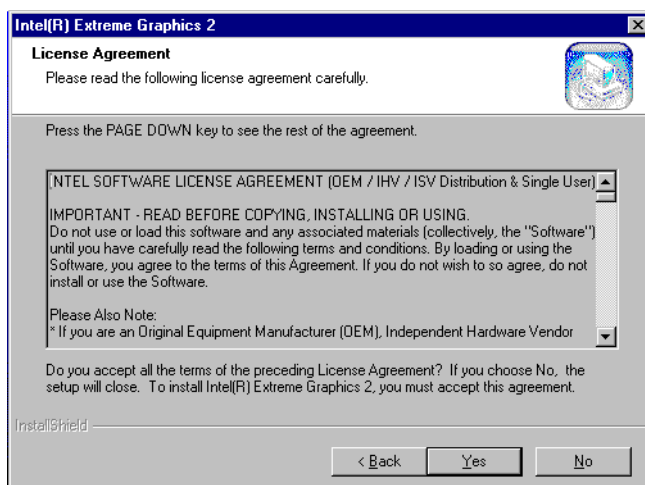 Intel(R) Extreme Graphics 2
License Agreement
Please read the following license agreement carefully.
Press the PAGE DOWN key to see the rest of the agreement.
INTEL SOFTWARE LICENSE AGREEMENT (OEM / IHV / ISV Distribution & Single User)
IMPORTANT - READ BEFORE COPYING, INSTALLING OR USING.
Do not use or load this software and any associated materials (collectively, the "Software")
until you have carefully read the following terms and conditions. By loading or using the
Software, you agree to the terms of this Agreement. If you do not wish to so agree, do not
install or use the Software.
Please Also Note:
* If you are an Original Equipment Manufacturer (OEM), Independent Hardware Vendor
Do you accept all the terms of the preceding License Agreement? If you choose No, the
setup will close. To install Intel(R) Extreme Graphics 2, you must accept this agreement.
InstallShield
< Back
Yes
No